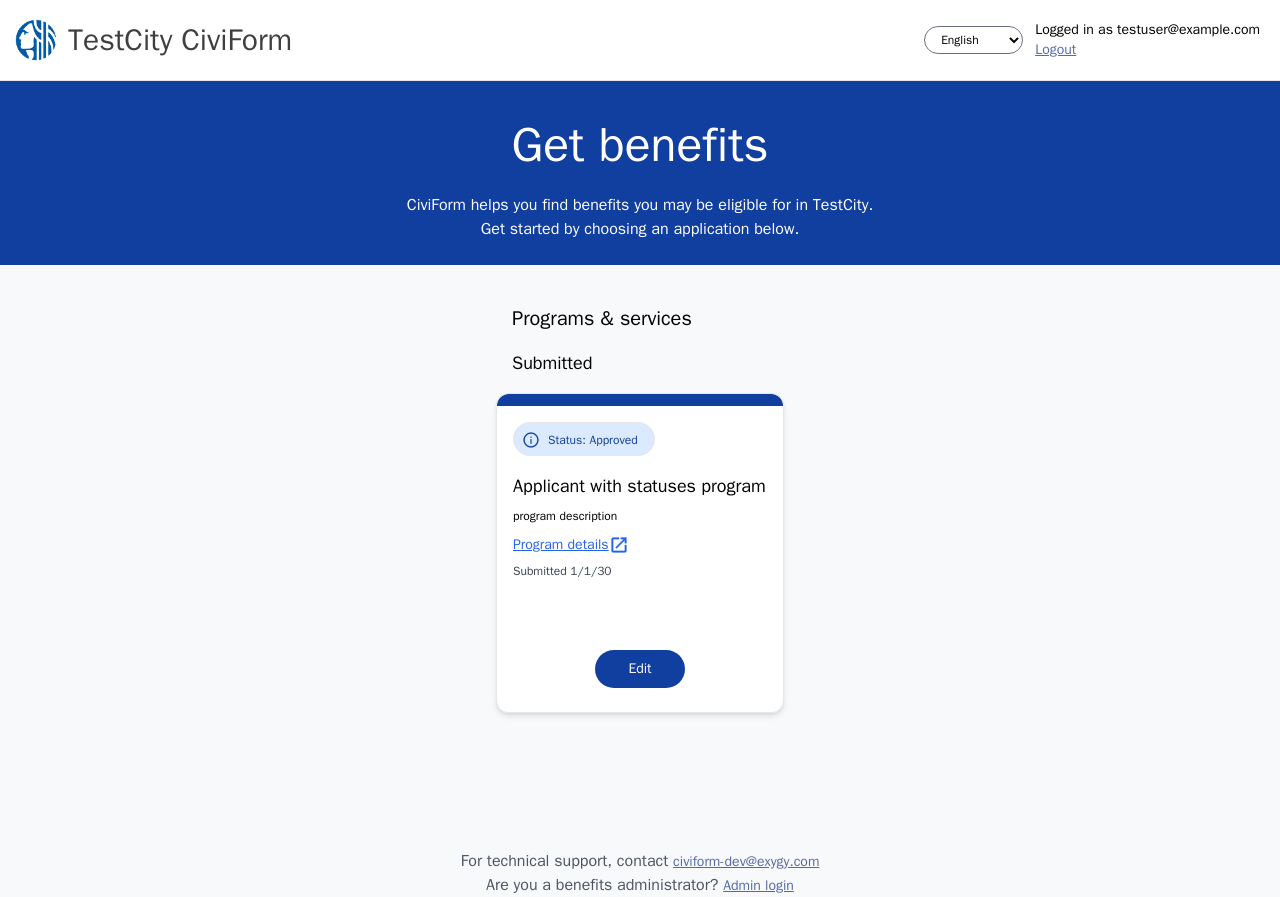 TestCity CiviForm
English
Logged in as testuser@example.com
Logout
Get benefits
CiviForm helps you find benefits you may be eligible for in TestCity.
Get started by choosing an application below.
Programs & services
Submitted
Status: Approved
Applicant with statuses program
program description
Program details
Submitted 1/1/30
Edit
For technical support, contact civiform-dev@exygy.com
Are you a benefits administrator? Admin login